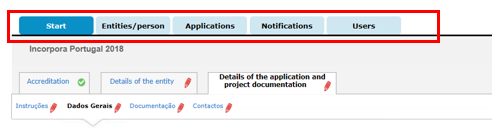 Start Entities/person Applications Notifications Users
Incorpora Portugal 2018
Accreditation Details of the entity Details of the application and
project documentation
Instruções Dados Gerais Documentação Contactos